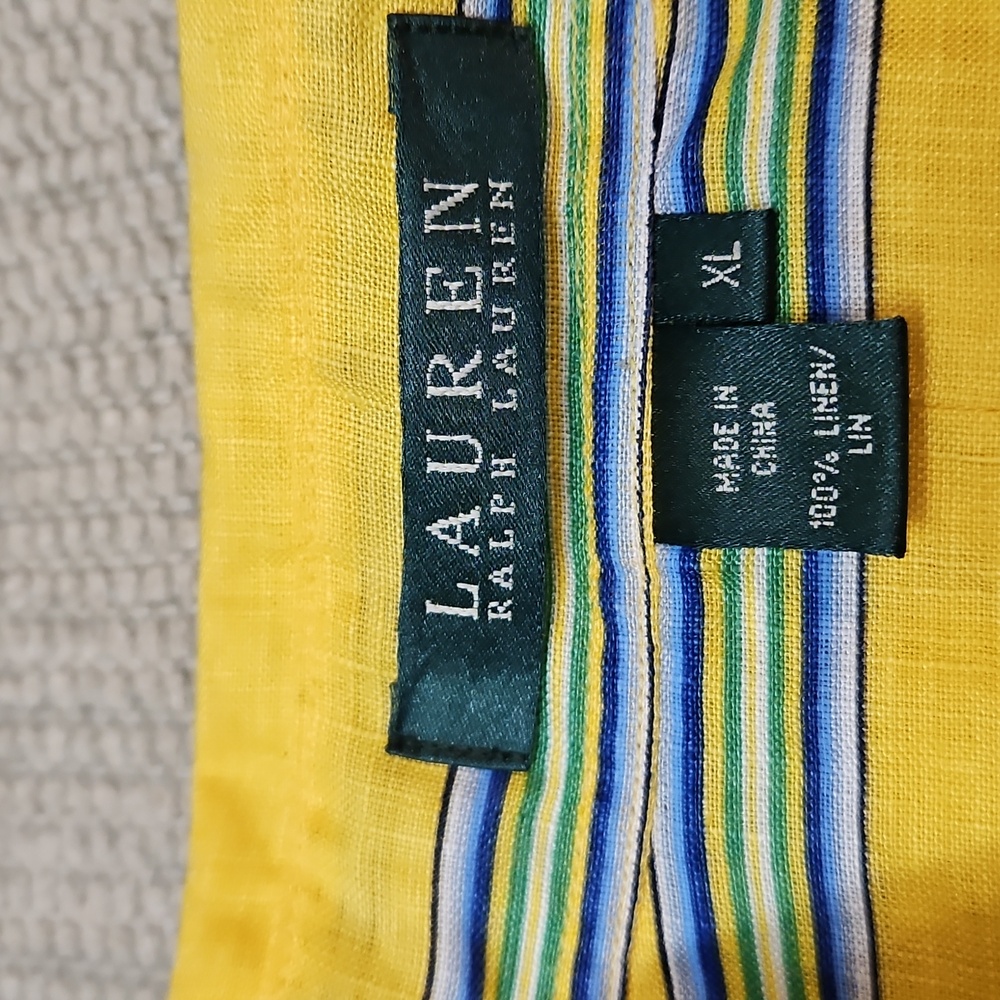 LAUREN
RALPH LAUREN
XL
MADE IN
CHINA
100% LINEN/
LIN